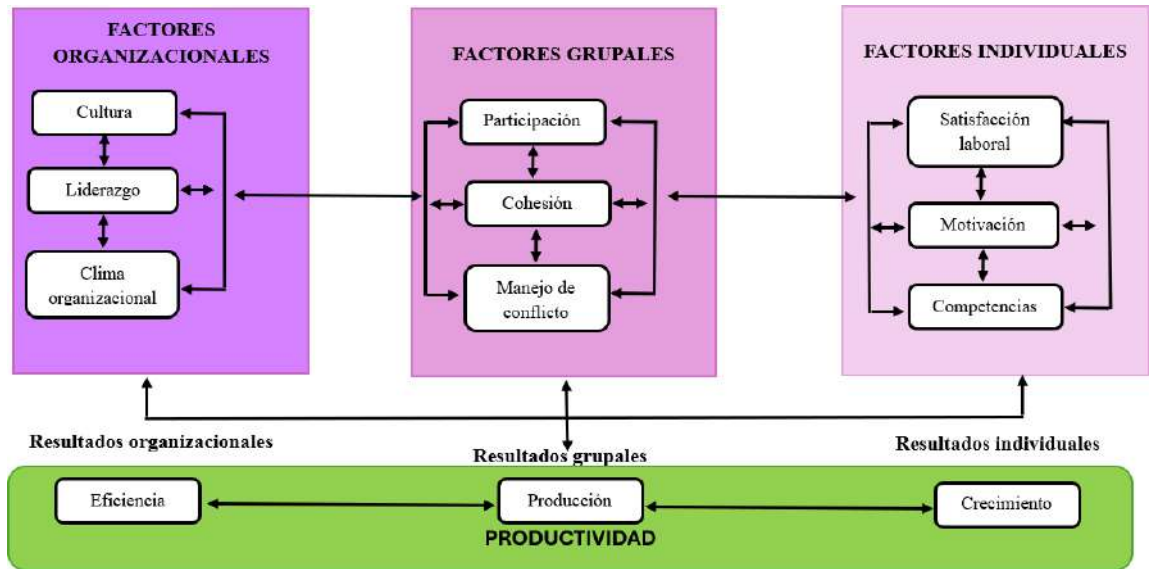 FACTORES
ORGANIZACIONALES
Cultura
Liderazgo
Clima
organizacional
FACTORES GRUPALES
Participación
Cohesión
Manejo de
conflicto
FACTORES INDIVIDUALES
Satisfacción
laboral
Motivación
Competencias
Resultados organizacionales
Resultados grupales
Resultados individuales
Eficiencia
Producción
Crecimiento
PRODUCTIVIDAD